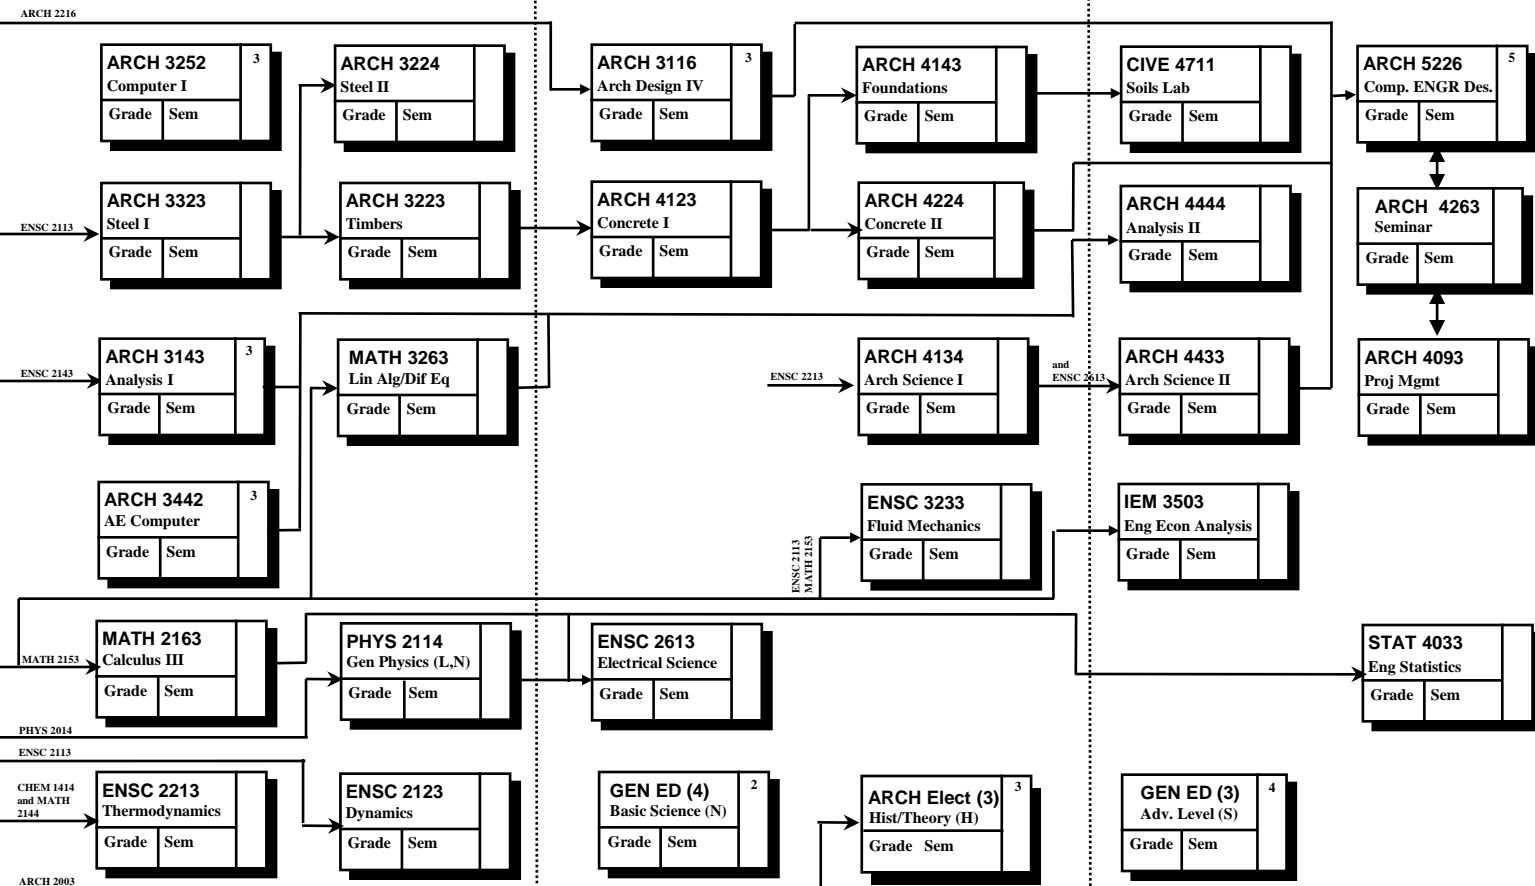 ARCH 2216
ARCH 3252
3
Computer I
Grade Sem
ARCH 3224
Steel II
Grade Sem
ARCH 3116
3
Arch Design IV
Grade Sem
ARCH 4143
Foundations
Grade Sem
CIVE 4711
Soils Lab
Grade Sem
ARCH 5226
5
Comp. ENGR Des.
Grade Sem
ENSC 2113
ARCH 3323
Steel I
Grade Sem
ARCH 3223
Timbers
Grade Sem
ARCH 4123
Concrete I
Grade Sem
ARCH 4224
Concrete II
Grade Sem
ARCH 4444
Analysis II
Grade Sem
ARCH 4263
Seminar
Grade Sem
ENSC 2143
ARCH 3143
3
Analysis I
Grade Sem
MATH 3263
Lin Alg/Dif Eq
Grade Sem
ENSC 2213
ARCH 4134
Arch Science I
Grade Sem
and
ENSC 2613
ARCH 4433
Arch Science II
Grade Sem
ARCH 4093
Proj Mgmt
Grade Sem
ARCH 3442
3
AE Computer
Grade Sem
ENSC 2113
MATH 2153
ENSC 3233
Fluid Mechanics
Grade Sem
IEM 3503
Eng Econ Analysis
Grade Sem
MATH 2153
MATH 2163
Calculus III
Grade Sem
PHYS 2114
Gen Physics (L,N)
Grade Sem
ENSC 2613
Electrical Science
Grade Sem
STAT 4033
Eng Statistics
Grade Sem
PHYS 2014
ENSC 2113
CHEM 1414
and MATH
2144
ENSC 2213
Thermodynamics
Grade Sem
ENSC 2123
Dynamics
Grade Sem
GEN ED (4)
2
Basic Science (N)
Grade Sem
ARCH Elect (3)
3
Hist/Theory (H)
Grade Sem
GEN ED (3)
4
Adv. Level (S)
Grade Sem
ARCH 2003